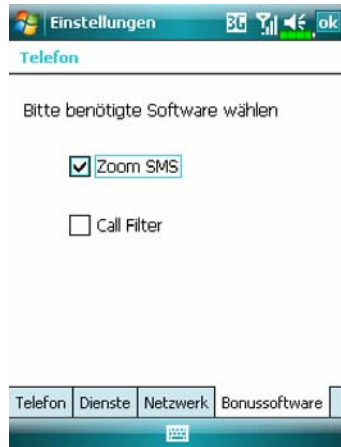 Einstellungen 3G ok
Telefon
Bitte benötigte Software wählen
Zoom SMS
Call Filter
Telefon Dienste Netzwerk Bonussoftware